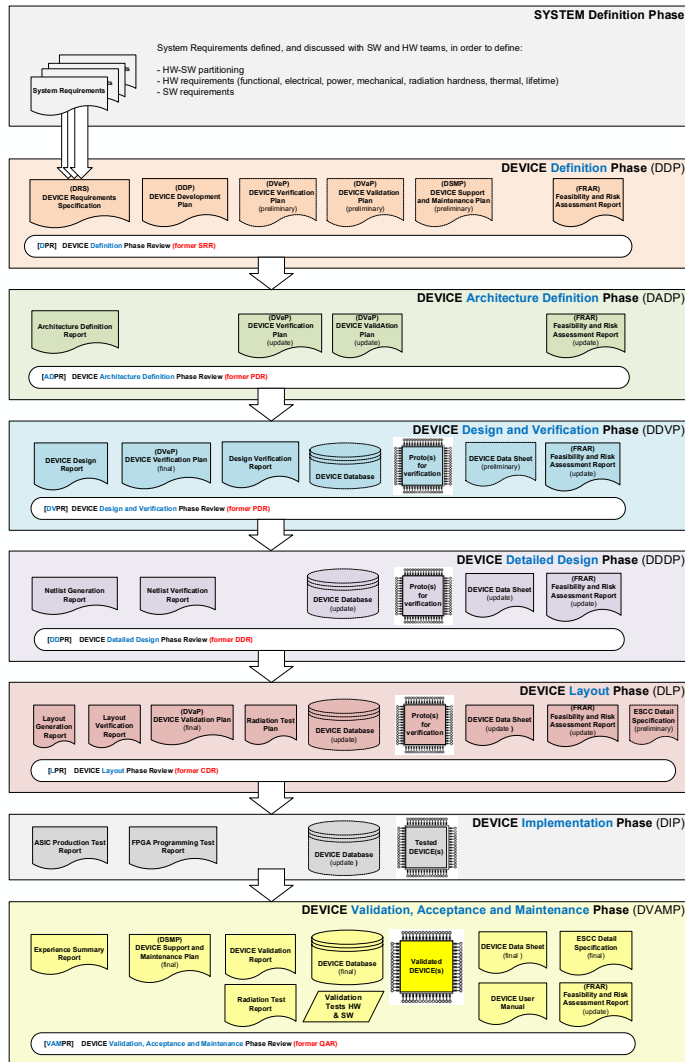 SYSTEM Definition Phase
System Requirements defined, and discussed with SW and HW teams, in order to define:
- HW-SW partitioning
- HW requirements (functional, electrical, power, mechanical, radiation hardness, thermal, lifetime)
- SW requirements
System Requirements
DEVICE Definition Phase (DDP)
(DRS)
DEVICE Requirements
Specification
(DDP)
DEVICE Development
Plan
(DVeP)
DEVICE Verification
Plan
(preliminary)
(DVaP)
DEVICE Validation
Plan
(preliminary)
(DSMP)
DEVICE Support
and Maintenance Plan
(preliminary)
(FRAR)
Feasibility and Risk
Assessment Report
[DPR] DEVICE Definition Phase Review (former SRR)
DEVICE Architecture Definition Phase (DADP)
Architecture Definition
Report
(DVeP)
DEVICE Verification
Plan
(update)
(DVaP)
DEVICE ValidAtion
Plan
(update)
(FRAR)
Feasibility and Risk
Assessment Report
(update)
[ADPR] DEVICE Architecture Definition Phase Review (former PDR)
DEVICE Design and Verification Phase (DDVP)
DEVICE Design
Report
(DVeP)
DEVICE Verification Plan
(final)
Design Verification
Report
DEVICE Database
Proto(s)
for
verification
DEVICE Data Sheet
(preliminary)
(FRAR)
Feasibility and Risk
Assessment Report
(update)
[DVPR] DEVICE Design and Verification Phase Review (former PDR)
DEVICE Detailed Design Phase (DDDP)
Netlist Generation
Report
Netlist Verification
Report
DEVICE Database
(update)
Proto(s)
for
verification
DEVICE Data Sheet
(update)
(FRAR)
Feasibility and Risk
Assessment Report
(update)
[DDPR] DEVICE Detailed Design Phase Review (former DDR)
DEVICE Layout Phase (DLP)
Layout
Generation
Report
Layout
Verification
Report
(DVaP)
DEVICE Validation Plan
(final)
Radiation Test
Plan
DEVICE Database
(update)
Proto(s)
for
verification
DEVICE Data Sheet
(update )
(FRAR)
Feasibility and Risk
Assessment Report
(update)
ESCC Detail
Specification
(preliminary)
[LPR] DEVICE Layout Phase Review (former CDR)
DEVICE Implementation Phase (DIP)
ASIC Production Test
Report
FPGA Programming Test
Report
DEVICE Database
(update )
Tested
DEVICE(s)
DEVICE Validation, Acceptance and Maintenance Phase (DVAMP)
Experience Summary
Report
(DSMP)
DEVICE Support and
Maintenance Plan
(final)
DEVICE Validation
Report
DEVICE Database
(final)
Validated
DEVICE(s)
DEVICE Data Sheet
(final )
ESCC Detail
Specification
(final)
Radiation Test
Report
Validation
Tests HW
& SW
DEVICE User
Manual
(FRAR)
Feasibility and Risk
Assessment Report
(update)
[VAMPR] DEVICE Validation, Acceptance and Maintenance Phase Review (former QAR)